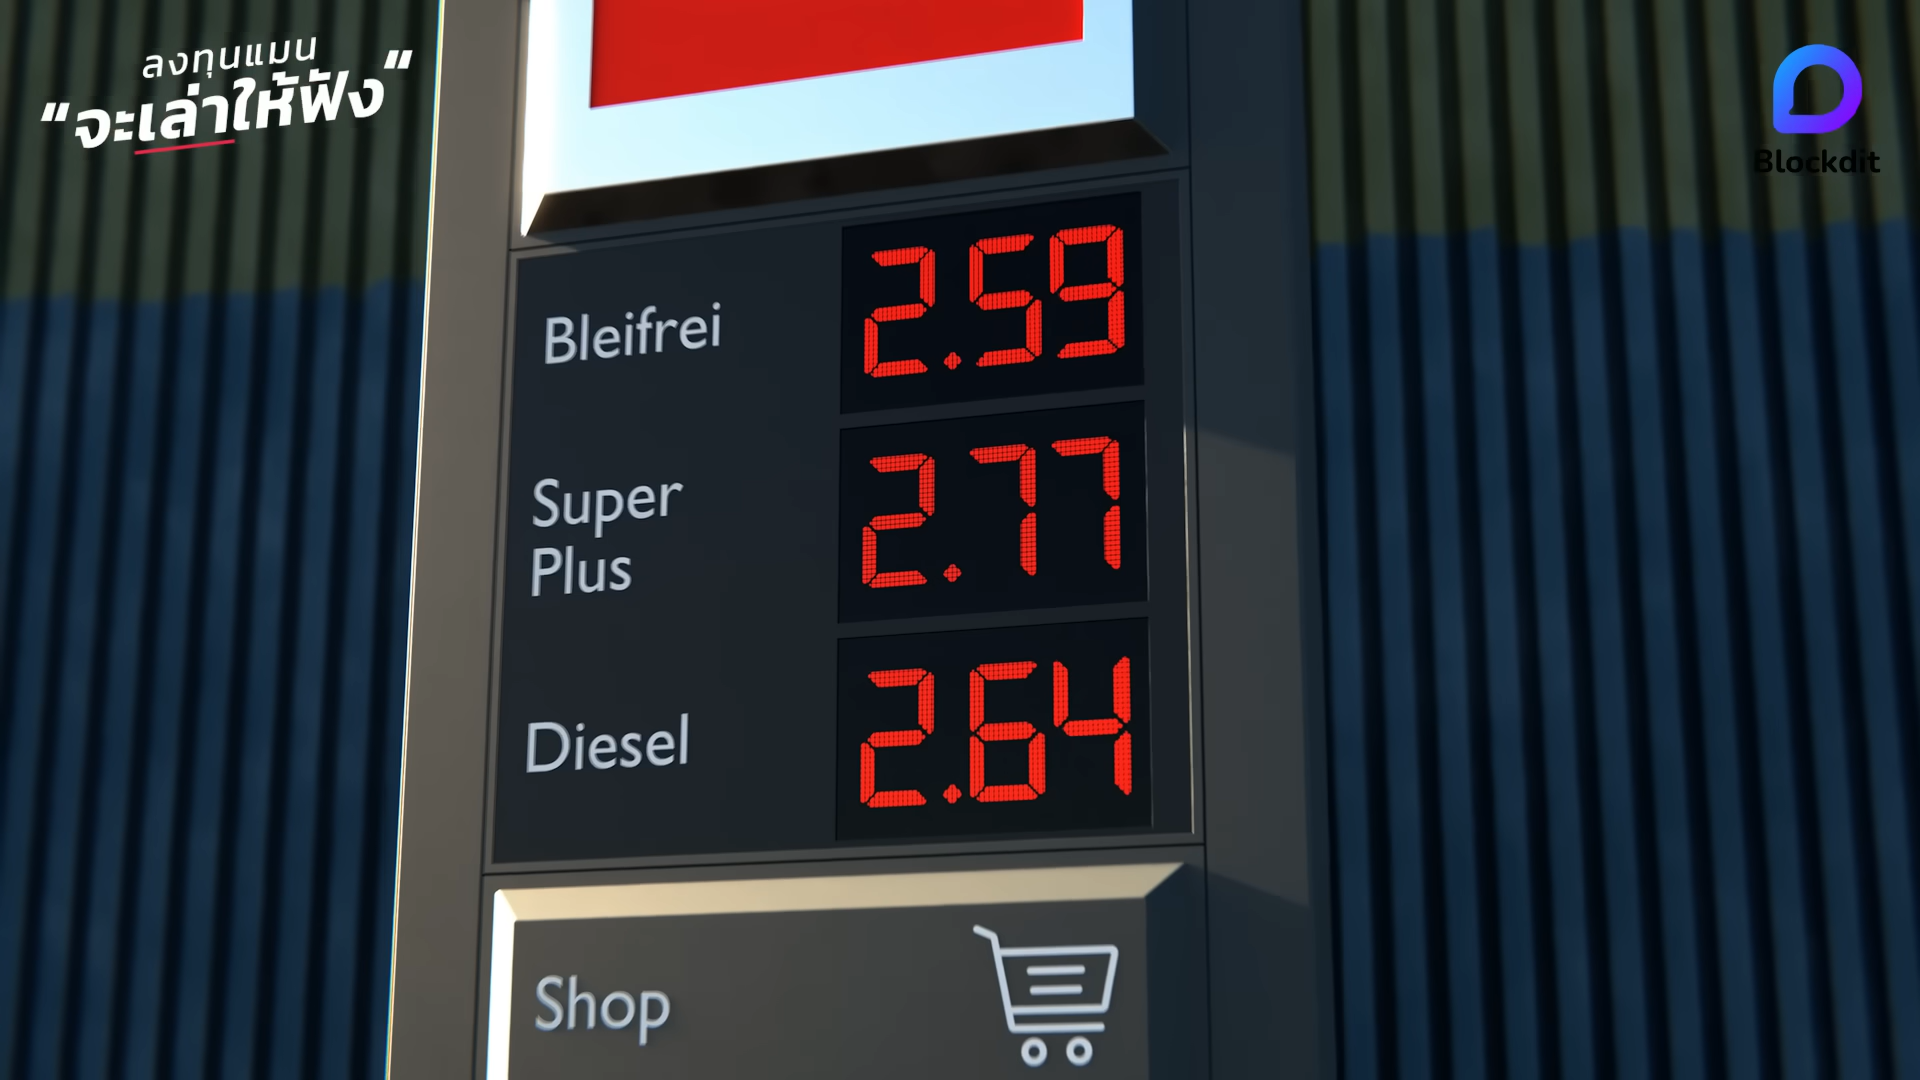 ลงทุนแมน
"จะเล่าให้ฟัง"
Blockdit
Bleifrei 2.59
Super
Plus 2.77
Diesel 2.64
Shop